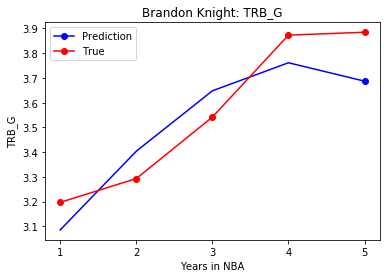 Brandon Knight: TRB_G
Prediction
True
3.9
3.8
3.7
3.6
3.5
3.4
3.3
3.2
3.1
TRB_G
1 2 3 4 5
Years in NBA